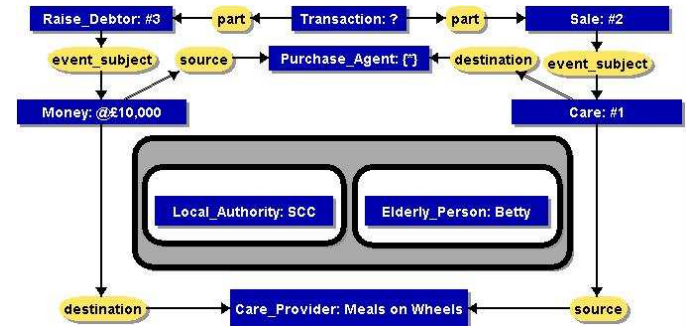 Raise_Debtor: #3 part Transaction: ? part Sale: #2
event_subject source Purchase_Agent: {*} destination event_subject
Money: @£10,000 Care: #1
Local_Authority: SCC Elderly_Person: Betty
destination Care_Provider: Meals on Wheels source